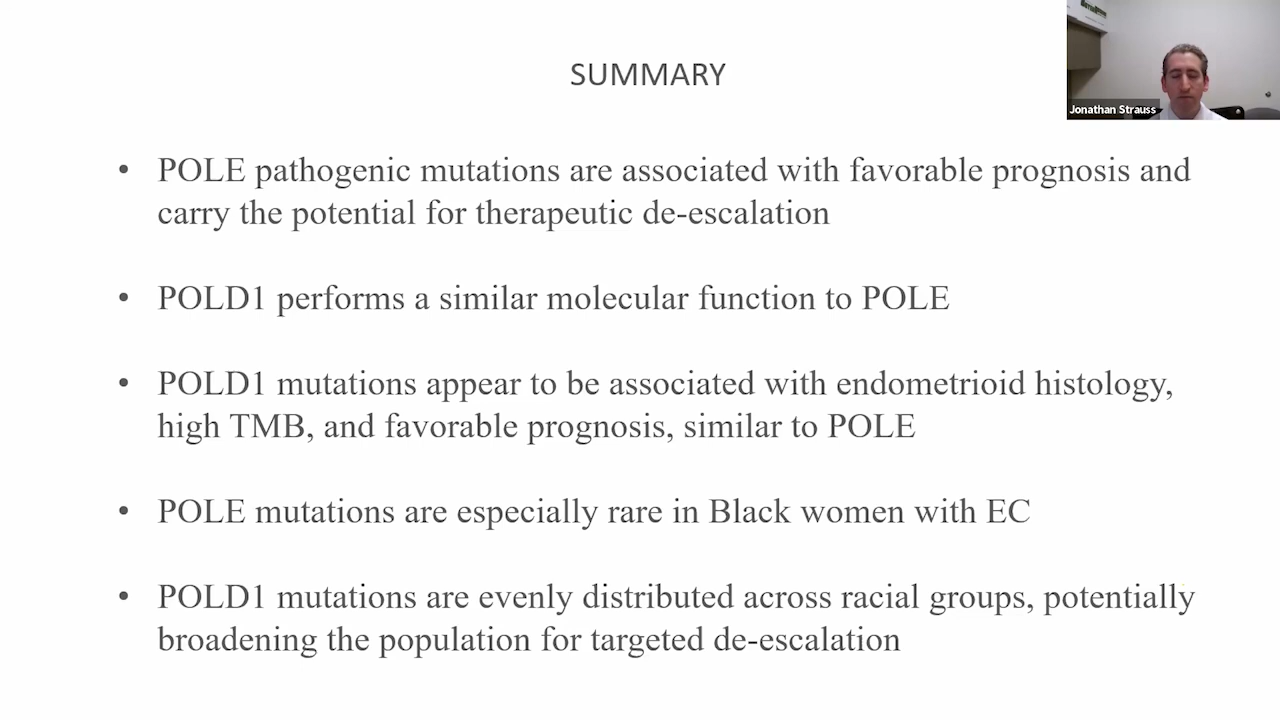 Jonathan Strauss
SUMMARY
• POLE pathogenic mutations are associated with favorable prognosis and
carry the potential for therapeutic de-escalation
• POLD1 performs a similar molecular function to POLE
• POLD1 mutations appear to be associated with endometrioid histology,
high TMB, and favorable prognosis, similar to POLE
• POLE mutations are especially rare in Black women with EC
• POLD1 mutations are evenly distributed across racial groups, potentially
broadening the population for targeted de-escalation